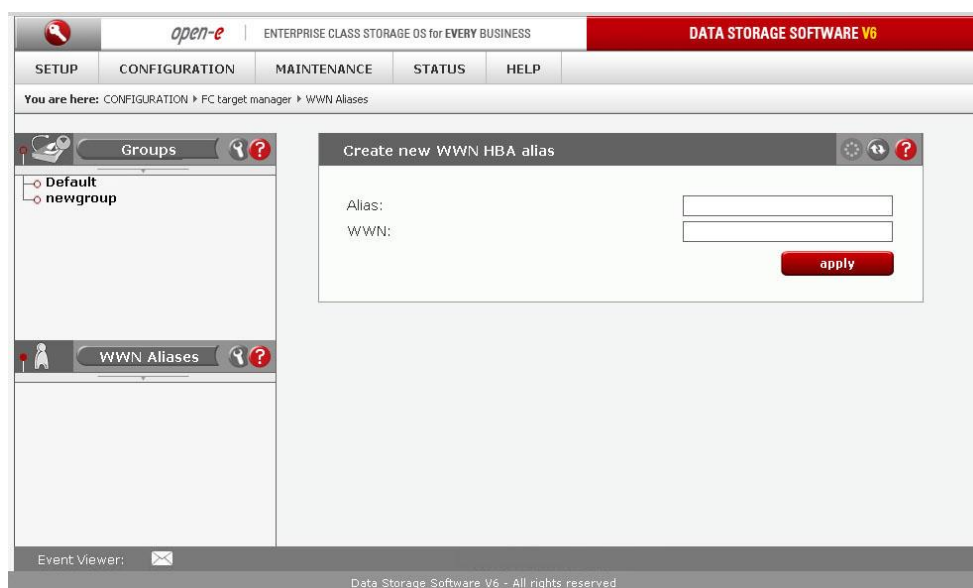 open-e ENTERPRISE CLASS STORAGE OS for EVERY BUSINESS DATA STORAGE SOFTWARE V6
SETUP CONFIGURATION MAINTENANCE STATUS HELP
You are here: CONFIGURATION FC target manager WWN Aliases
Groups
Default
newgroup
WWN Aliases
Create new WWN HBA alias
Alias:
WWN:
apply
Event Viewer:
Data Storage Software V6 - All rights reserved